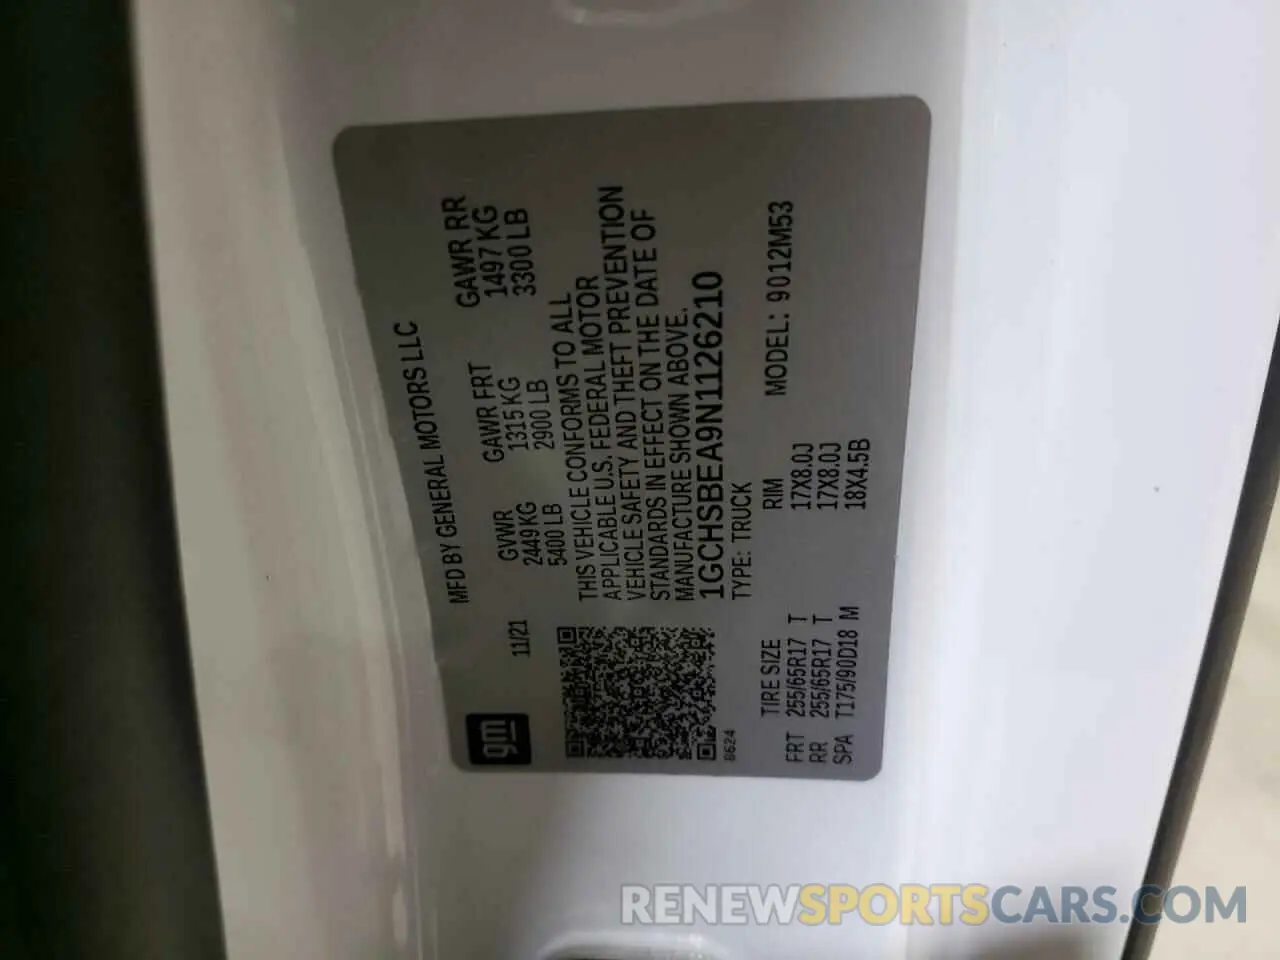 MFD BY GENERAL MOTORS LLC
gm
11/21
GVWR GAWR FRT GAWR RR
2449 KG 1315 KG 1497 KG
5400 LB 2900 LB 3300 LB
THIS VEHICLE CONFORMS TO ALL
APPLICABLE U.S. FEDERAL MOTOR
VEHICLE SAFETY AND THEFT PREVENTION
STANDARDS IN EFFECT ON THE DATE OF
MANUFACTURE SHOWN ABOVE.
1GCHSBEA9N1126210
8624
TYPE: TRUCK
MODEL: 9012M53
TIRE SIZE RIM
FRT 255/65R17 T 17X8.0J
RR 255/65R17 T 17X8.0J
SPA T175/90D18 M 18X4.5B
RENEWSPORTSCARS.COM